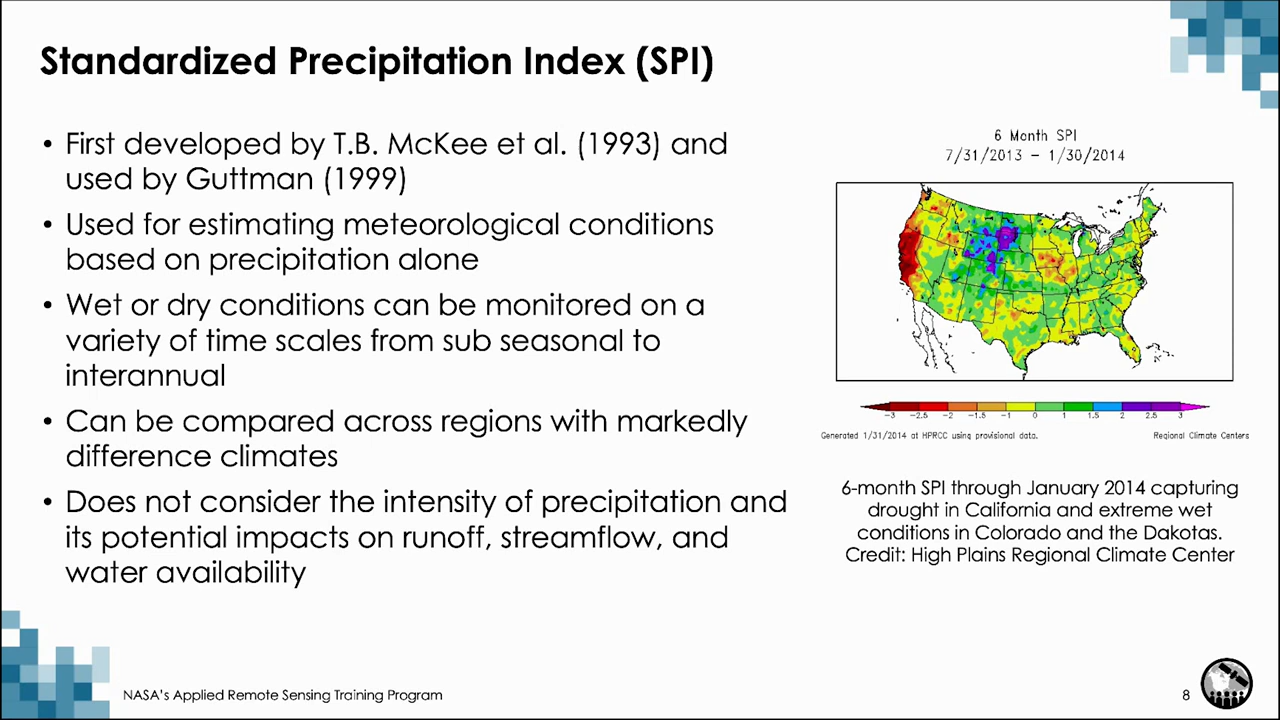 Standardized Precipitation Index (SPI)
• First developed by T.B. McKee et al. (1993) and
used by Guttman (1999)
• Used for estimating meteorological conditions
based on precipitation alone
• Wet or dry conditions can be monitored on a
variety of time scales from sub seasonal to
interannual
• Can be compared across regions with markedly
difference climates
• Does not consider the intensity of precipitation and
its potential impacts on runoff, streamflow, and
water availability
6 Month SPI
7/31/2013 - 1/30/2014
-3 -2.5 -2 -1.5 -1 0 1 1.5 2 2.5 3
Generated 1/31/2014 at HPRCC using provisional data. Regional Climate Centers
6-month SPI through January 2014 capturing
drought in California and extreme wet
conditions in Colorado and the Dakotas.
Credit: High Plains Regional Climate Center
NASA's Applied Remote Sensing Training Program
8